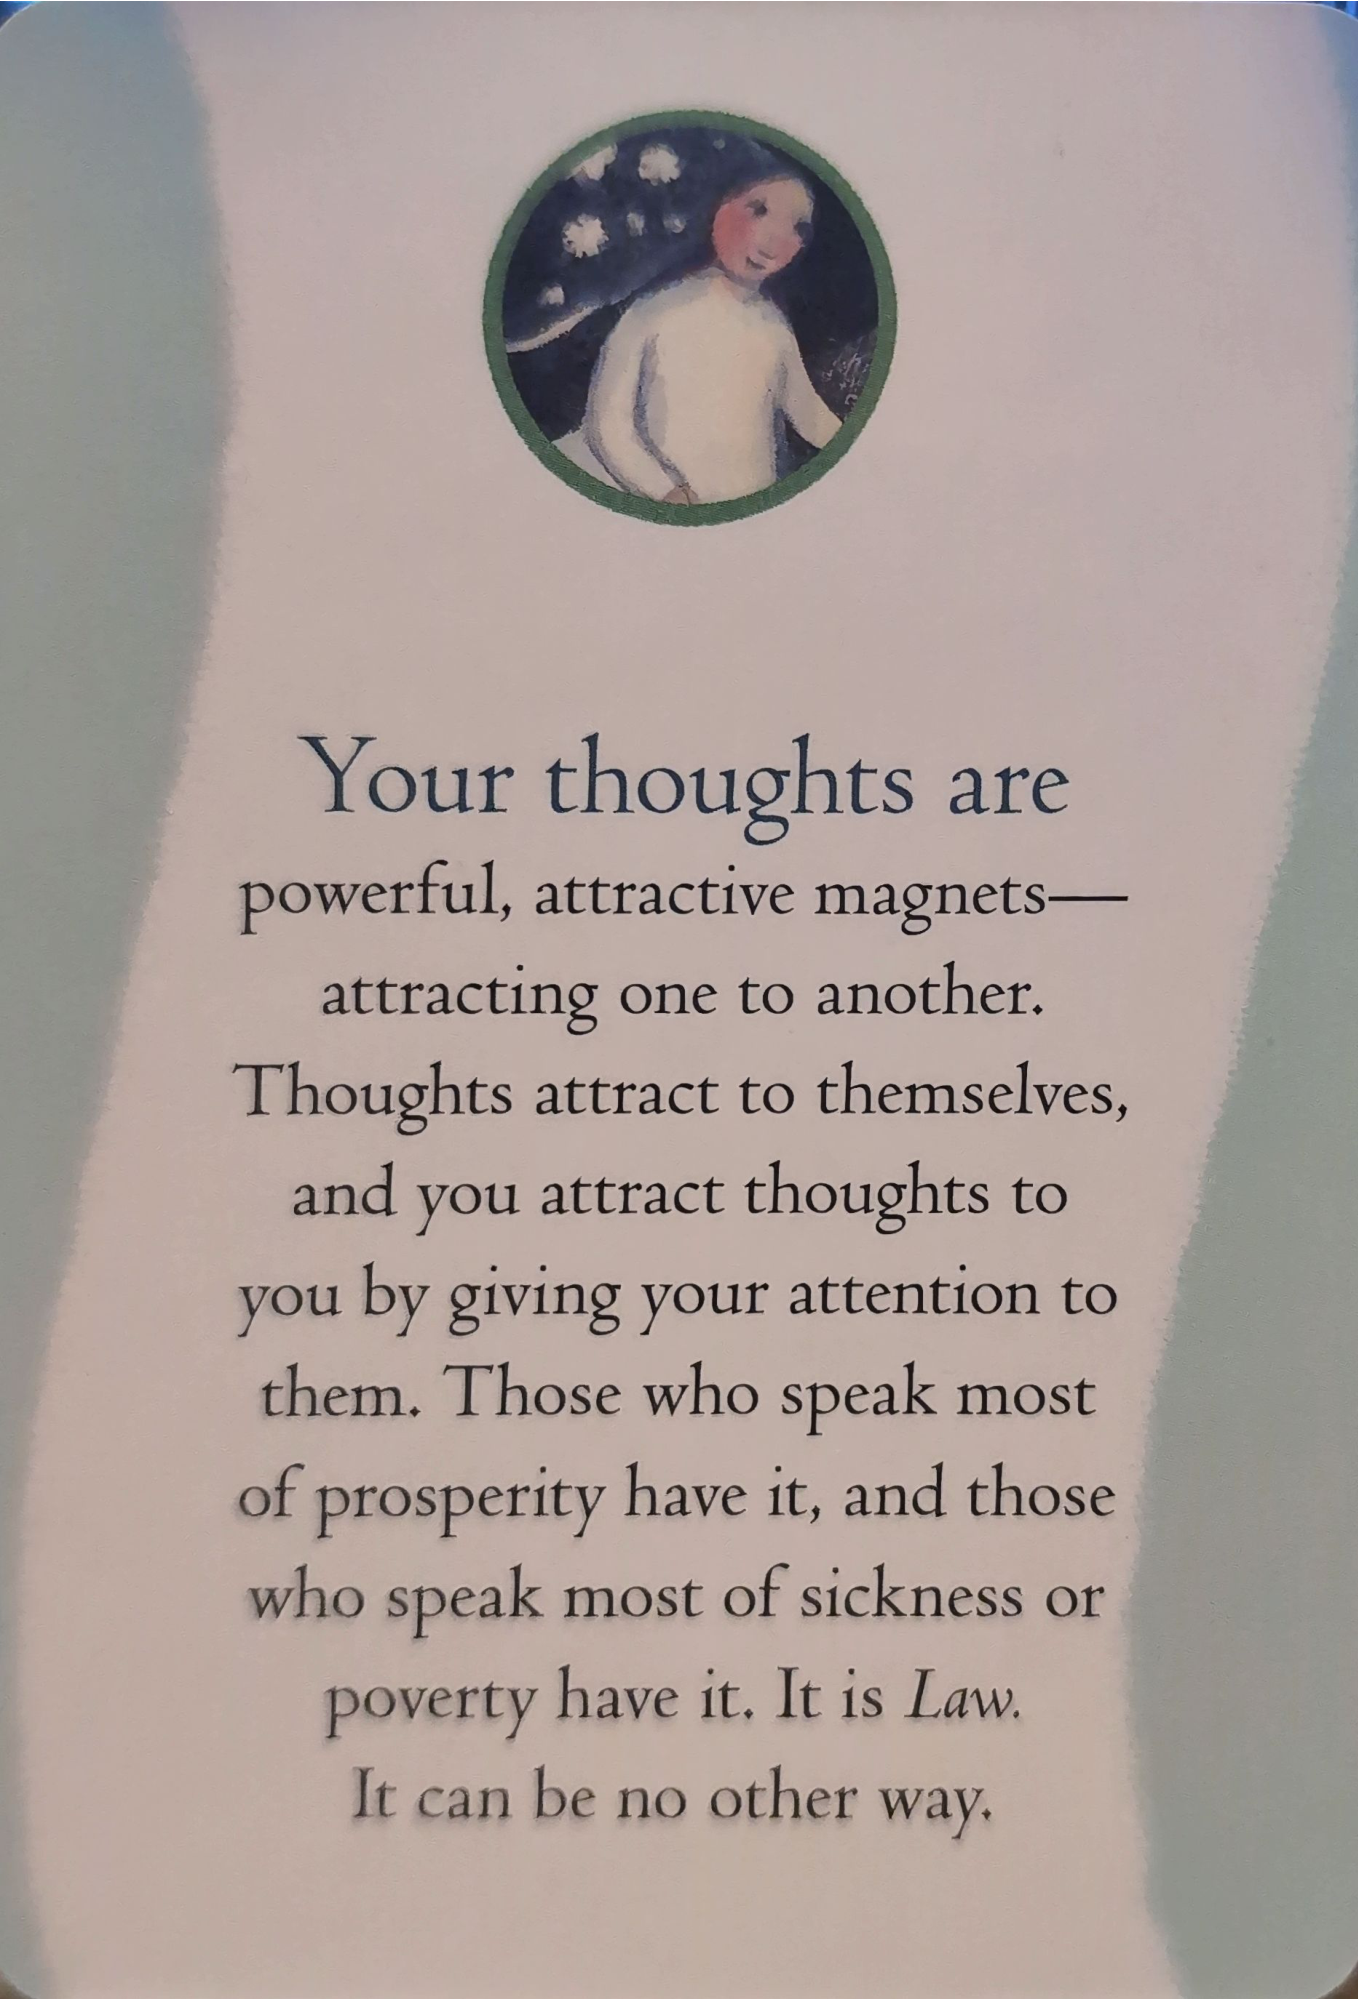 Your thoughts are
powerful, attractive magnets—
attracting one to another.
Thoughts attract to themselves,
and you attract thoughts to
you by giving your attention to
them. Those who speak most
of prosperity have it, and those
who speak most of sickness or
poverty have it. It is Law.
It can be no other way.